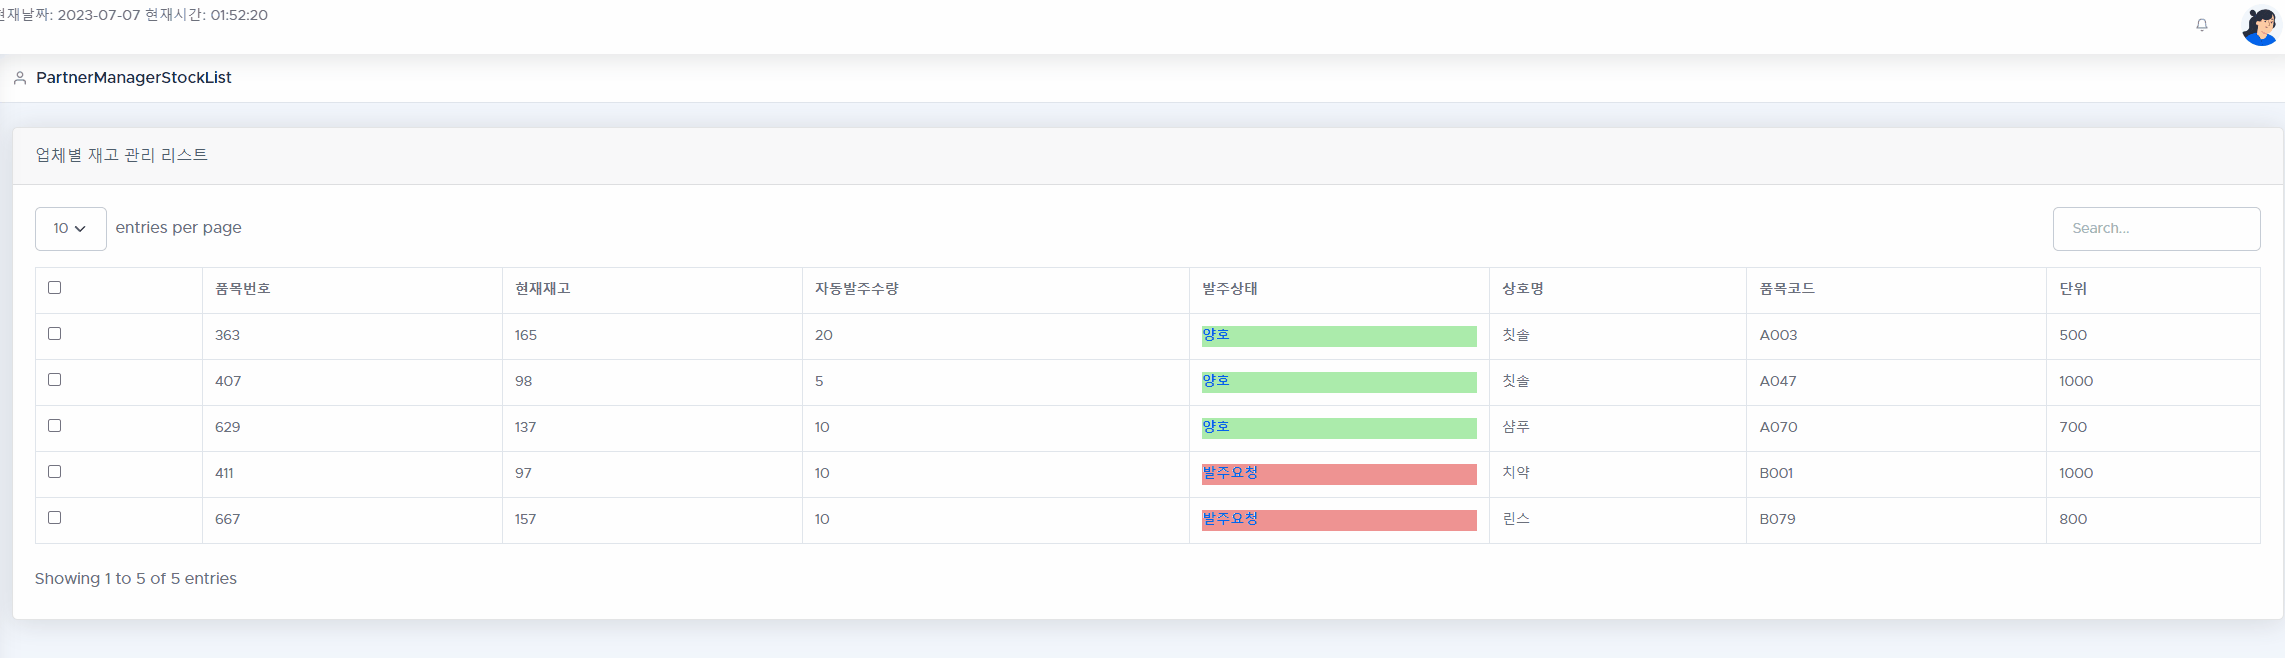 현재날짜: 2023-07-07 현재시간: 01:52:20
PartnerManagerStockList
업체별 재고 관리 리스트
10 entries per page
Search...
품목번호 현재재고 자동발주수량 발주상태 상호명 품목코드 단위
363 165 20 양호 칫솔 A003 500
407 98 5 양호 칫솔 A047 1000
629 137 10 양호 샴푸 A070 700
411 97 10 발주요청 치약 B001 1000
667 157 10 발주요청 린스 B079 800
Showing 1 to 5 of 5 entries